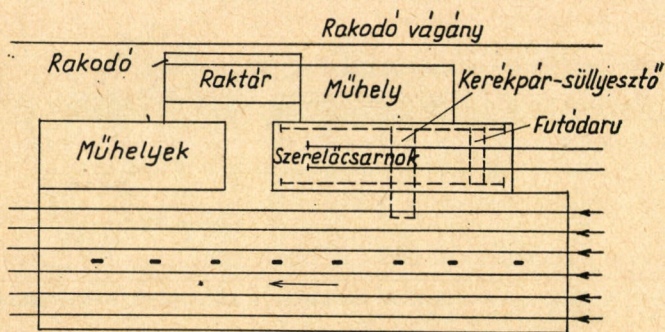 Rakodó vágány
Rakodó
Raktár
Műhely
Kerékpár-süllyesztő
Futódaru
Műhelyek
Szerelőcsarnok